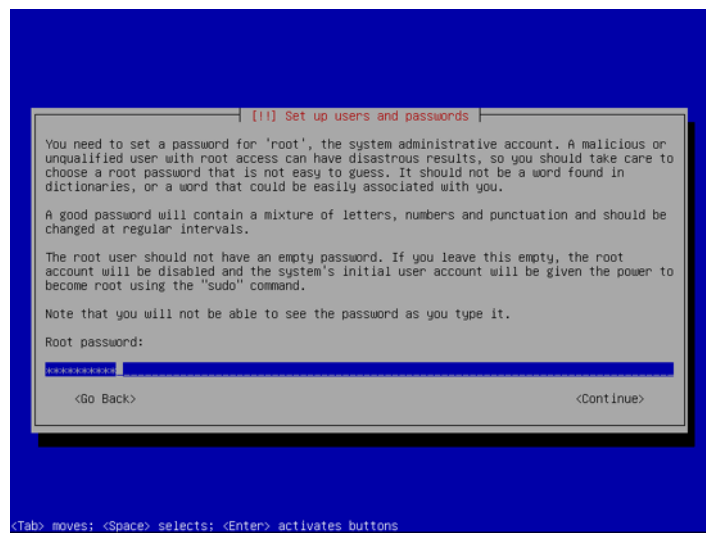 [!!] Set up users and passwords
You need to set a password for 'root', the system administrative account. A malicious or
unqualified user with root access can have disastrous results, so you should take care to
choose a root password that is not easy to guess. It should not be a word found in
dictionaries, or a word that could be easily associated with you.
A good password will contain a mixture of letters, numbers and punctuation and should be
changed at regular intervals.
The root user should not have an empty password. If you leave this empty, the root
account will be disabled and the system's initial user account will be given the power to
become root using the "sudo" command.
Note that you will not be able to see the password as you type it.
Root password:
**********
<Go Back> <Continue>
<Tab> moves; <Space> selects; <Enter> activates buttons